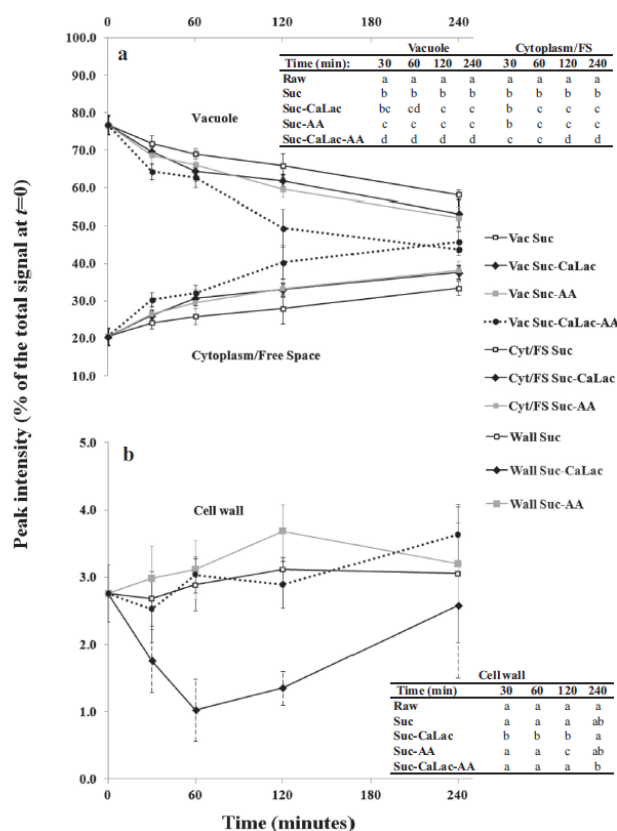 0 60 120 180 240
100.0
a
90.0
80.0
70.0
60.0
50.0
40.0
30.0
20.0
10.0
Vacuole Cytoplasm/FS
Time (min): 30 60 120 240 30 60 120 240
Raw a a a a a a a a
Suc b b b b b b b b
Suc-CaLac bc cd c c b c c c
Suc-AA c c c c b c c c
Suc-CaLac-AA d d d d c c d d
Vacuole
Cytoplasm/Free Space
Vac Suc
Vac Suc-CaLac
Vac Suc-AA
Vac Suc-CaLac-AA
Cyt/FS Suc
Cyt/FS Suc-CaLac
Cyt/FS Suc-AA
Wall Suc
Wall Suc-CaLac
Wall Suc-AA
Peak intensity (% of the total signal at t=0)
5.0
b
4.0
3.0
2.0
1.0
0.0
Cell wall
Cell wall
Time (min) 30 60 120 240
Raw a a a a
Suc a a a ab
Suc-CaLac b b b a
Suc-AA a a c ab
Suc-CaLac-AA a a a b
0 60 120 180 240
Time (minutes)